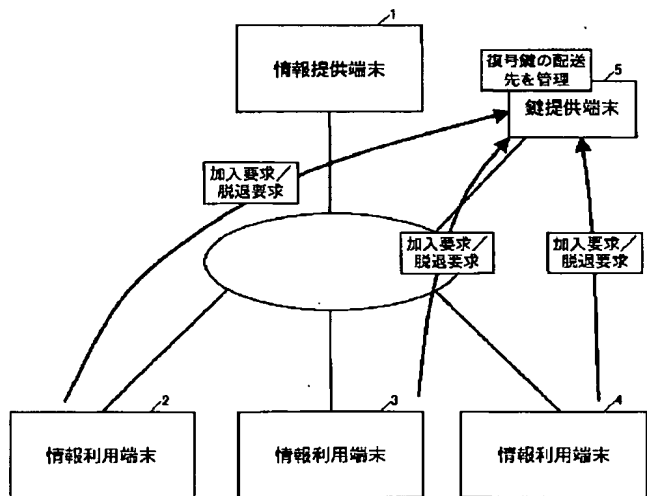 1
情報提供端末
復号鍵の配送
先を管理
5
鍵提供端末
加入要求／
脱退要求
加入要求／
脱退要求
加入要求／
脱退要求
2
情報利用端末
3
情報利用端末
4
情報利用端末